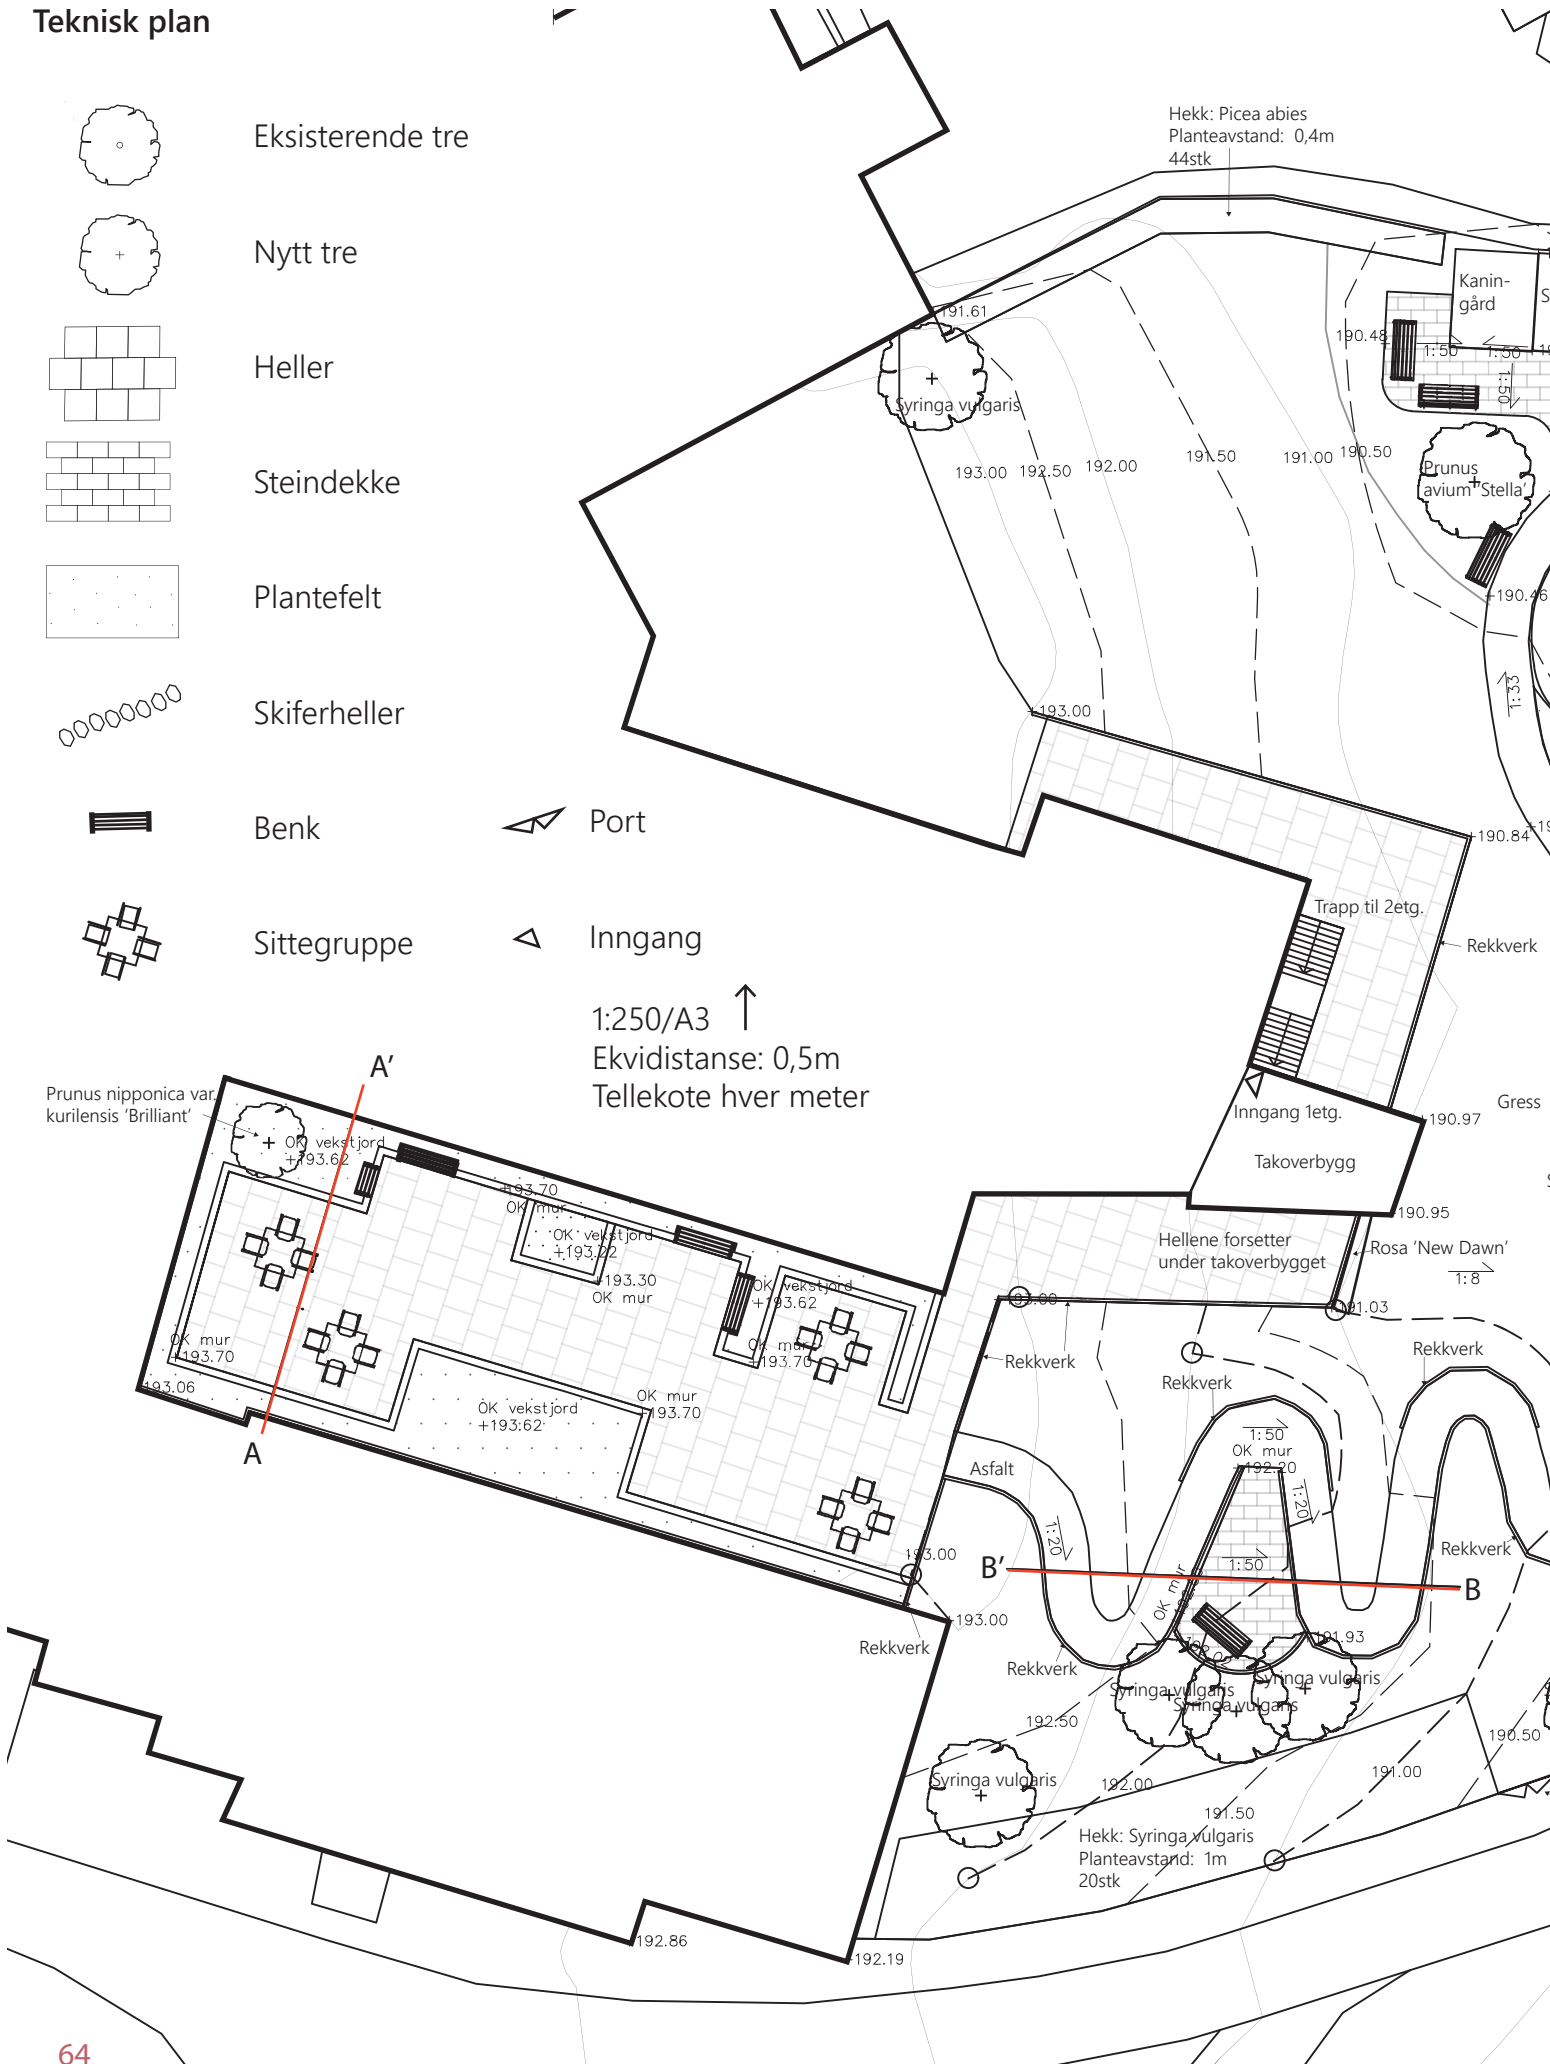 Teknisk plan
Eksisterende tre
Nytt tre
Heller
Steindekke
Plantefelt
Skiferheller
Benk
Port
Sittegruppe
Inngang
1:250/A3
Ekvidistanse: 0,5m
Tellekote hver meter
Hekk: Picea abies
Planteavstand: 0,4m
44stk
Kanin-
gård
S
191.61
190.48
1:50
1:50
1:50
Syringa vulgaris
193.00
192.50
192.00
191.50
191.00
190.50
Prunus
avium 'Stella'
+190.46
1:33
+193.00
+190.84
Trapp til 2etg.
Rekkverk
Inngang 1etg.
+190.97
Gress
Takoverbygg
+190.95
Hellene forsetter
under takoverbygget
Rosa 'New Dawn'
1:8
A'
Prunus nipponica var.
kurilensis 'Brilliant'
OK vekstjord
+193.62
+193.70
OK mur
OK vekstjord
+193.22
+193.30
OK mur
OK vekstjord
+193.62
OK mur
+193.70
OK mur
+193.70
193.06
OK vekstjord
+193.62
OK mur
+193.70
A
193.00
+191.03
Rekkverk
Rekkverk
Rekkverk
1:50
OK mur
+192.20
Asfalt
1:20
1:20
1:50
Rekkverk
193.00
B'
B
OK mur
+193.00
Rekkverk
Rekkverk
+191.93
Syringa vulgaris
Syringa vulgaris
Syringa vulgaris
192.50
190.50
Syringa vulgaris
192.00
191.00
191.50
Hekk: Syringa vulgaris
Planteavstand: 1m
20stk
+192.86
+192.19
64